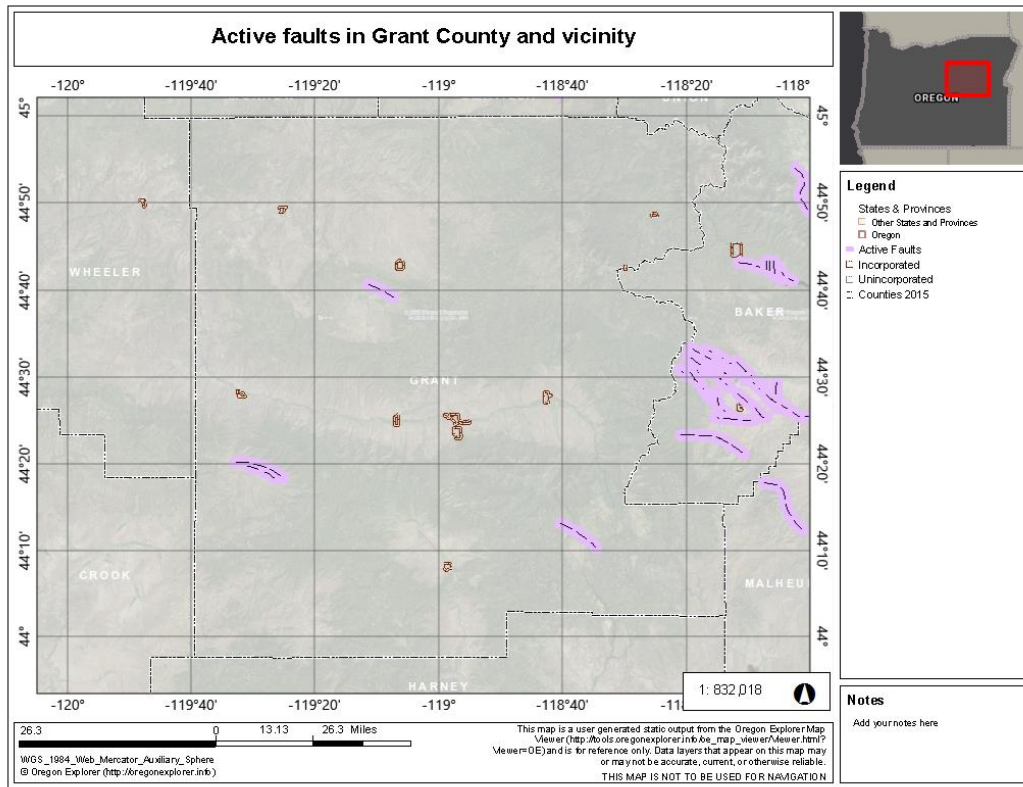 Active faults in Grant County and vicinity
-120°
-119°40'
-119°20'
-119°
-118°40'
-118°20'
-118°
45°
45°
44°50'
44°50'
WHEELER
44°40'
44°40'
BAKER
44°30'
44°30'
GRANT
44°20'
44°20'
44°10'
44°10'
CROOK
MALHEU
44°
44°
HARNEY
1: 832,018
-120°
-119°40'
-119°20'
-119°
-118°40'
OREGON
Legend
States & Provinces
Other States and Provinces
Oregon
Active Faults
Incorporated
Unincorporated
Counties 2015
Notes
Add your notes here
26.3 0 13.13 26.3 Miles
WGS_1984_Web_Mercator_Auxiliary_Sphere
© Oregon Explorer (http://oregonexplorer.info)
This map is a user generated static output from the Oregon Explorer Map
Viewer (http://tools.oregonexplorer.info/oe_map_viewer/Viewer.html?
Viewer=OE) and is for reference only. Data layers that appear on this map may
or may not be accurate, current, or otherwise reliable.
THIS MAP IS NOT TO BE USED FOR NAVIGATION